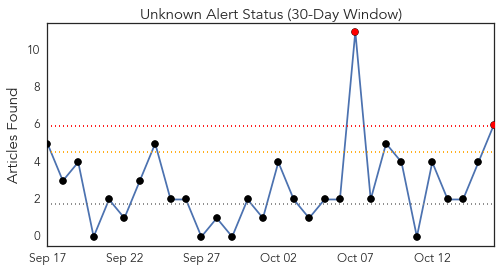 Unknown Alert Status (30-Day Window)
Articles Found
10
8
6
4
2
0
Sep 17 Sep 22 Sep 27 Oct 02 Oct 07 Oct 12